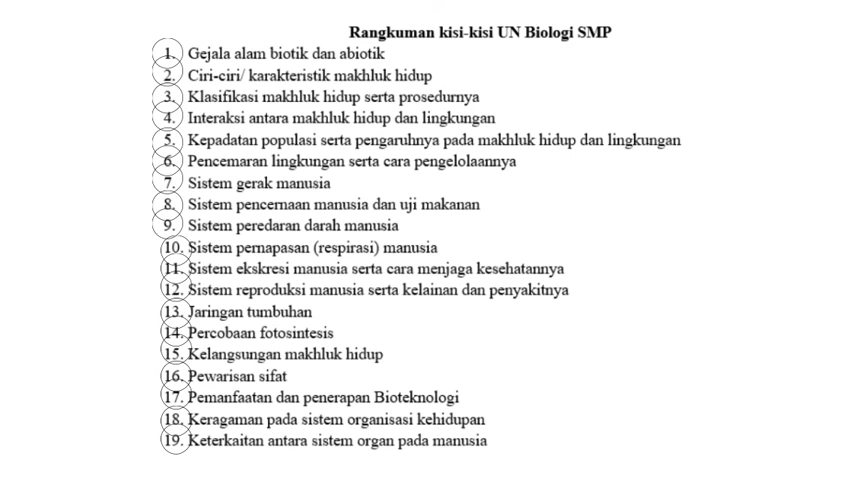 Rangkuman kisi-kisi UN Biologi SMP
1. Gejala alam biotik dan abiotik
2. Ciri-ciri/ karakteristik makhluk hidup
3. Klasifikasi makhluk hidup serta prosedurnya
4. Interaksi antara makhluk hidup dan lingkungan
5. Kepadatan populasi serta pengaruhnya pada makhluk hidup dan lingkungan
6. Pencemaran lingkungan serta cara pengelolaannya
7. Sistem gerak manusia
8. Sistem pencernaan manusia dan uji makanan
9. Sistem peredaran darah manusia
10. Sistem pernapasan (respirasi) manusia
11. Sistem ekskresi manusia serta cara menjaga kesehatannya
12. Sistem reproduksi manusia serta kelainan dan penyakitnya
13. Jaringan tumbuhan
14. Percobaan fotosintesis
15. Kelangsungan makhluk hidup
16. Pewarisan sifat
17. Pemanfaatan dan penerapan Bioteknologi
18. Keragaman pada sistem organisasi kehidupan
19. Keterkaitan antara sistem organ pada manusia